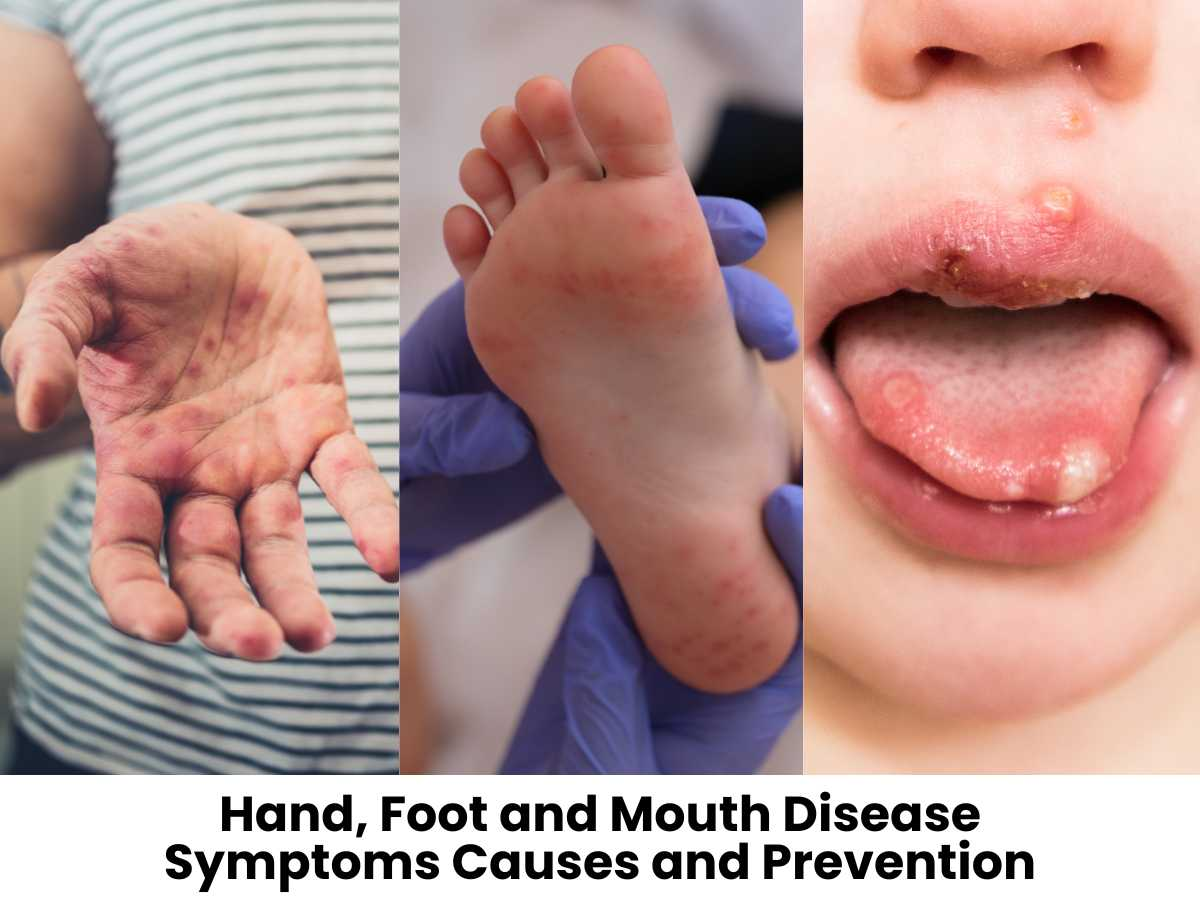 Hand, Foot and Mouth Disease
Symptoms Causes and Prevention